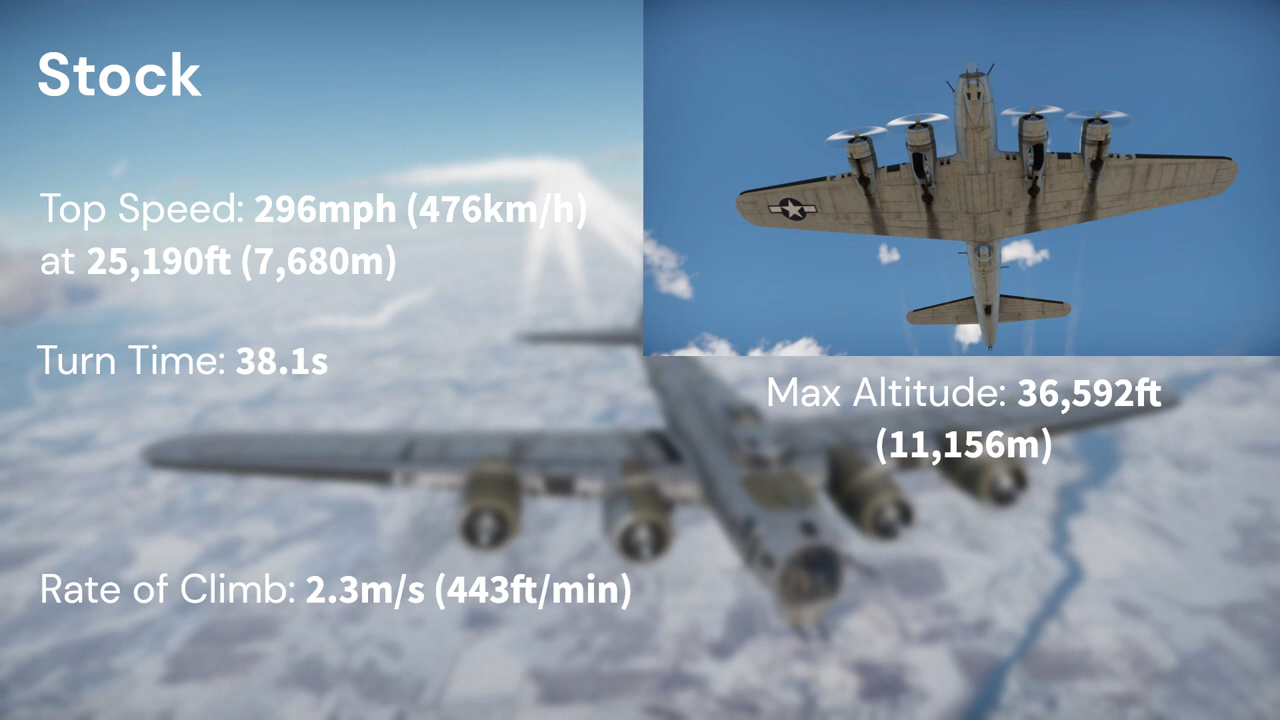 Stock
Top Speed: 296mph (476km/h)
at 25,190ft (7,680m)
Turn Time: 38.1s
Max Altitude: 36,592ft
(11,156m)
Rate of Climb: 2.3m/s (443ft/min)